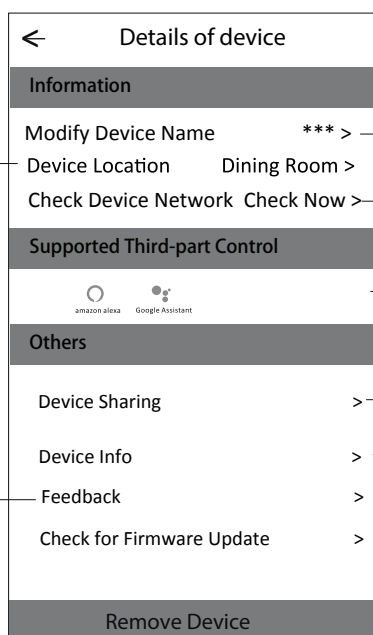 ← Details of device
Information
Modify Device Name *** >
Device Location Dining Room >
Check Device Network Check Now >
Supported Third-part Control
amazon alexa Google Assistant
Others
Device Sharing >
Device Info >
Feedback >
Check for Firmware Update >
Remove Device